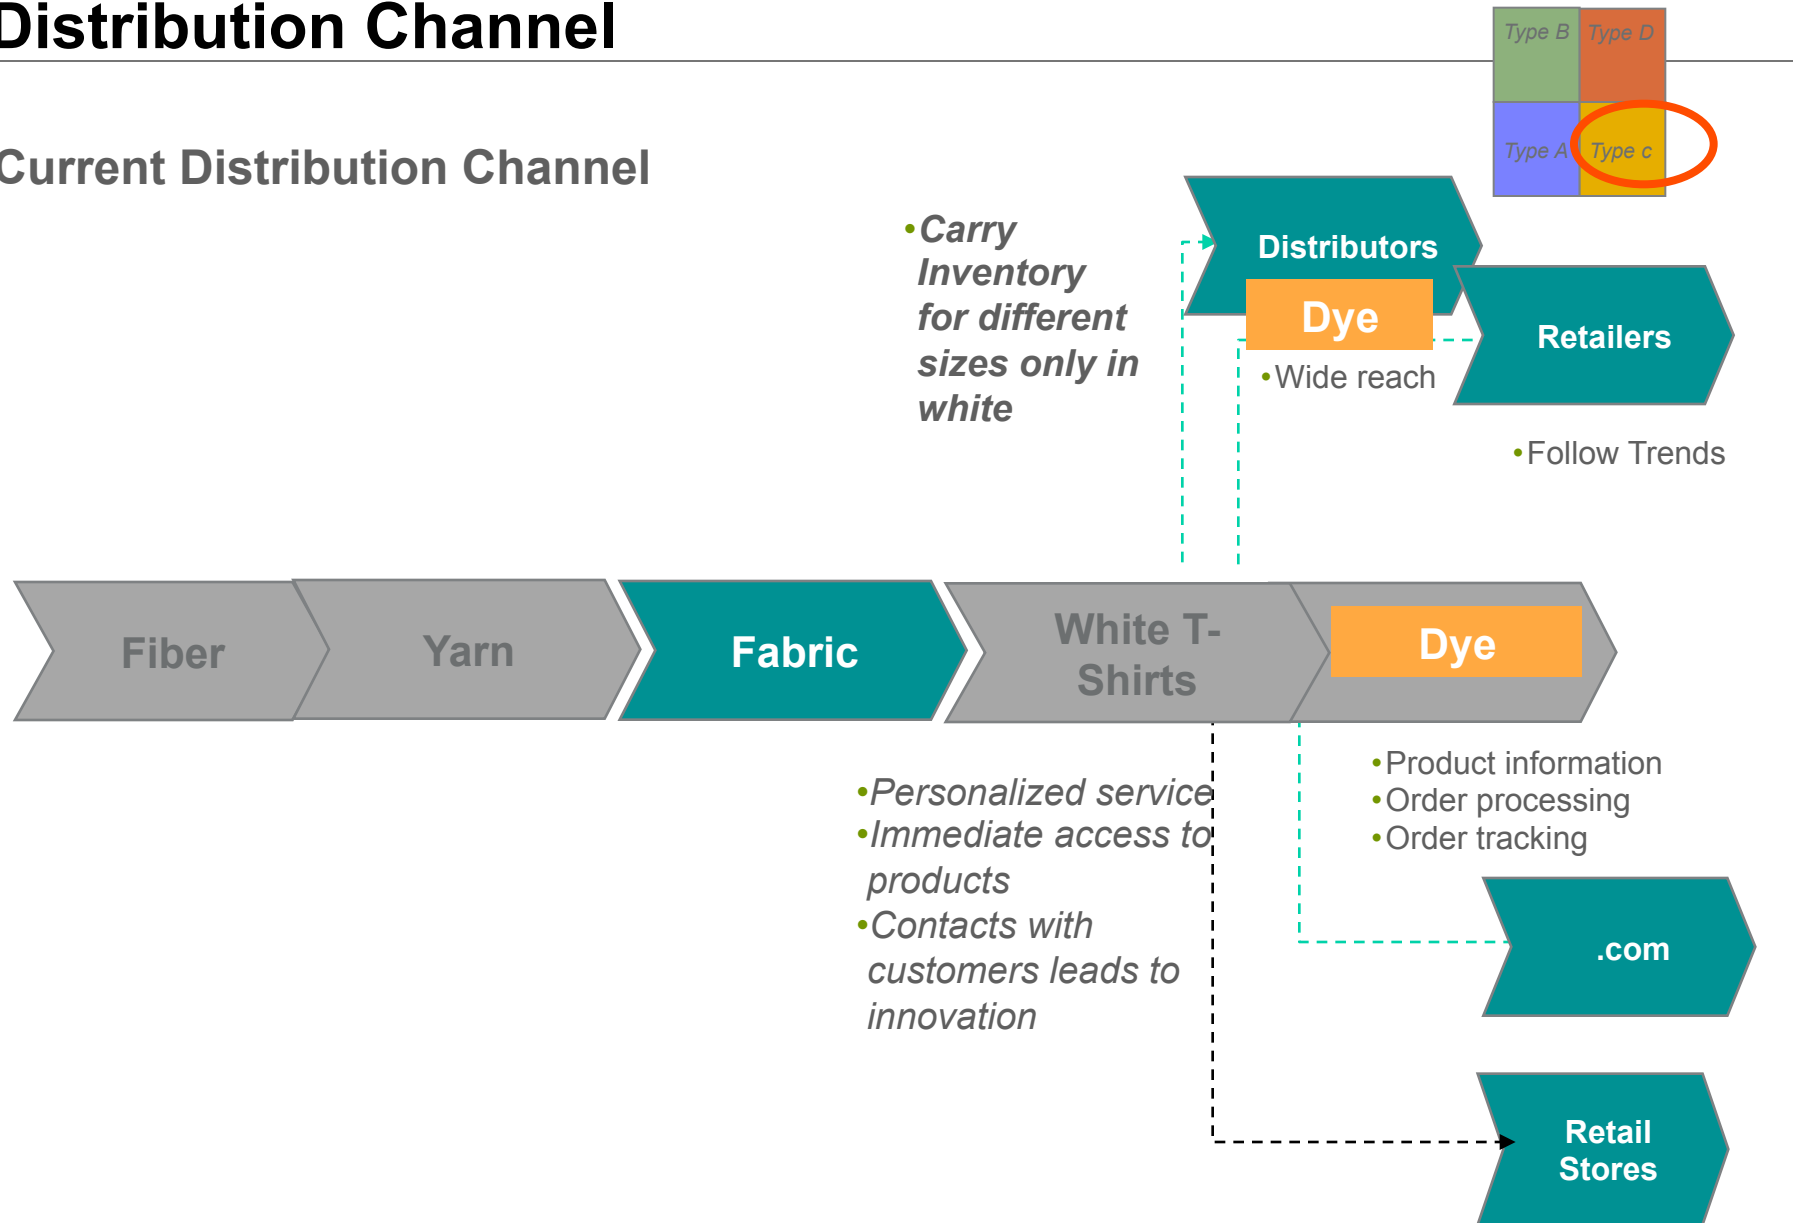 Distribution Channel
Type B
Type D
Type A
Type c
Current Distribution Channel
•Carry
Inventory
for different
sizes only in
white
Distributors
Dye
•Wide reach
Retailers
•Follow Trends
Fiber
Yarn
Fabric
White T-
Shirts
Dye
•Personalized service
•Immediate access to
products
•Contacts with
customers leads to
innovation
•Product information
•Order processing
•Order tracking
.com
Retail
Stores